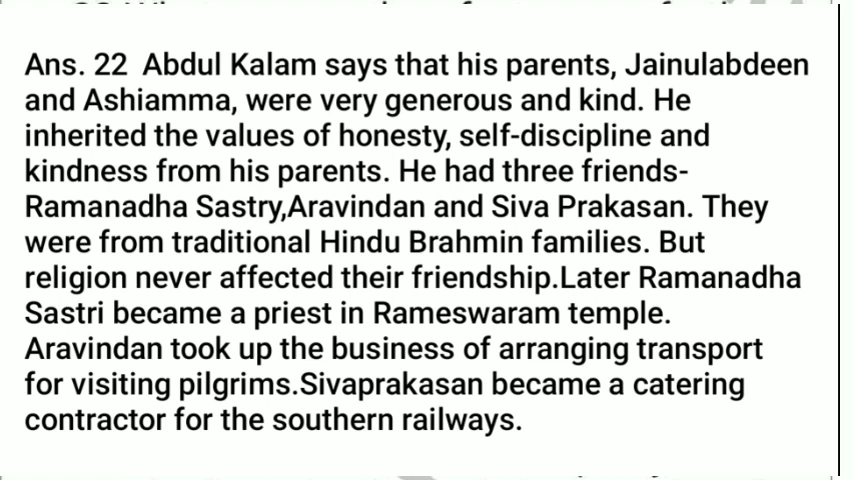 Ans. 22  Abdul Kalam says that his parents, Jainulabdeen
and Ashiamma, were very generous and kind. He
inherited the values of honesty, self-discipline and
kindness from his parents. He had three friends-
Ramanadha Sastry,Aravindan and Siva Prakasan. They
were from traditional Hindu Brahmin families. But
religion never affected their friendship.Later Ramanadha
Sastri became a priest in Rameswaram temple.
Aravindan took up the business of arranging transport
for visiting pilgrims.Sivaprakasan became a catering
contractor for the southern railways.